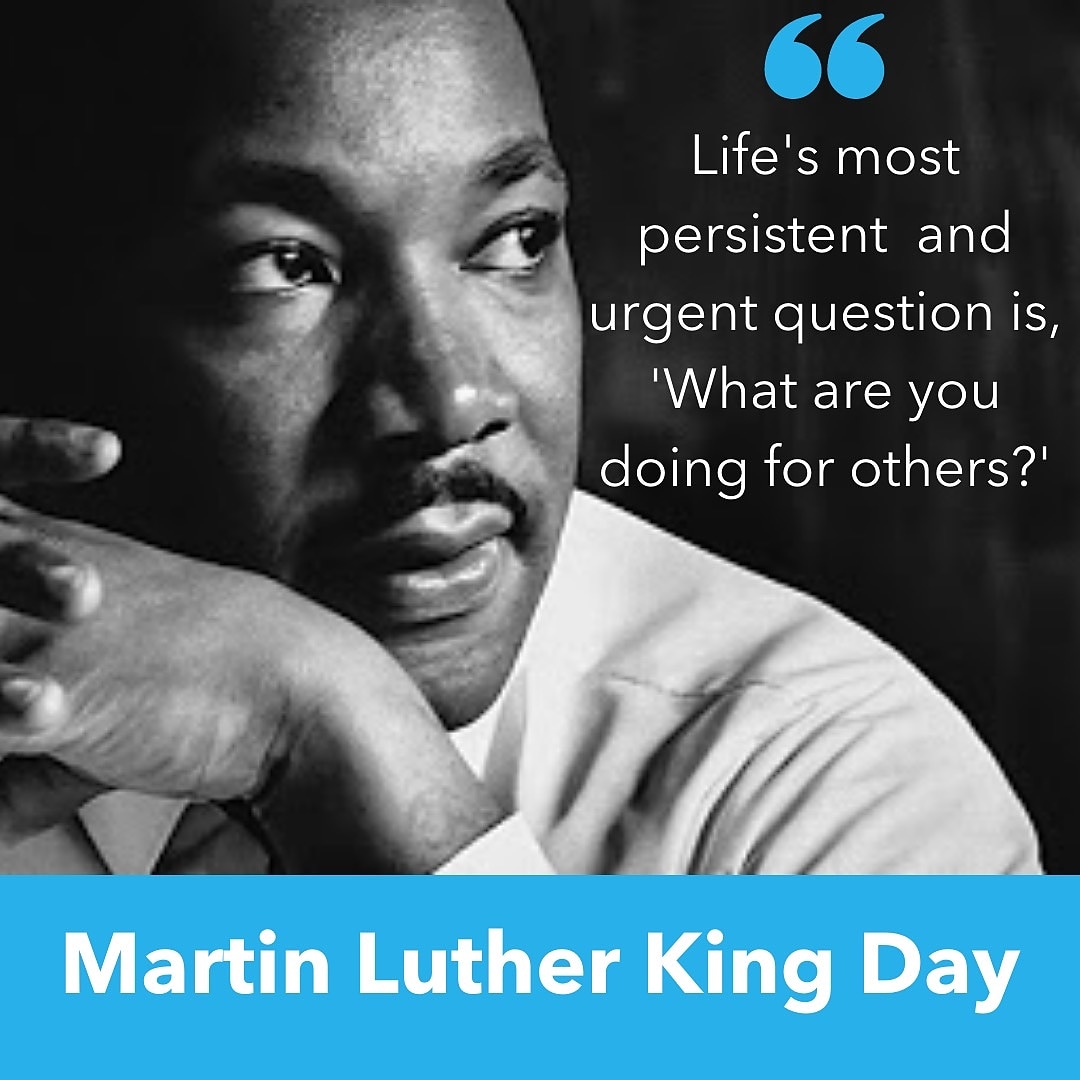 “
Life's most
persistent  and
urgent question is,
'What are you
doing for others?'
Martin Luther King Day